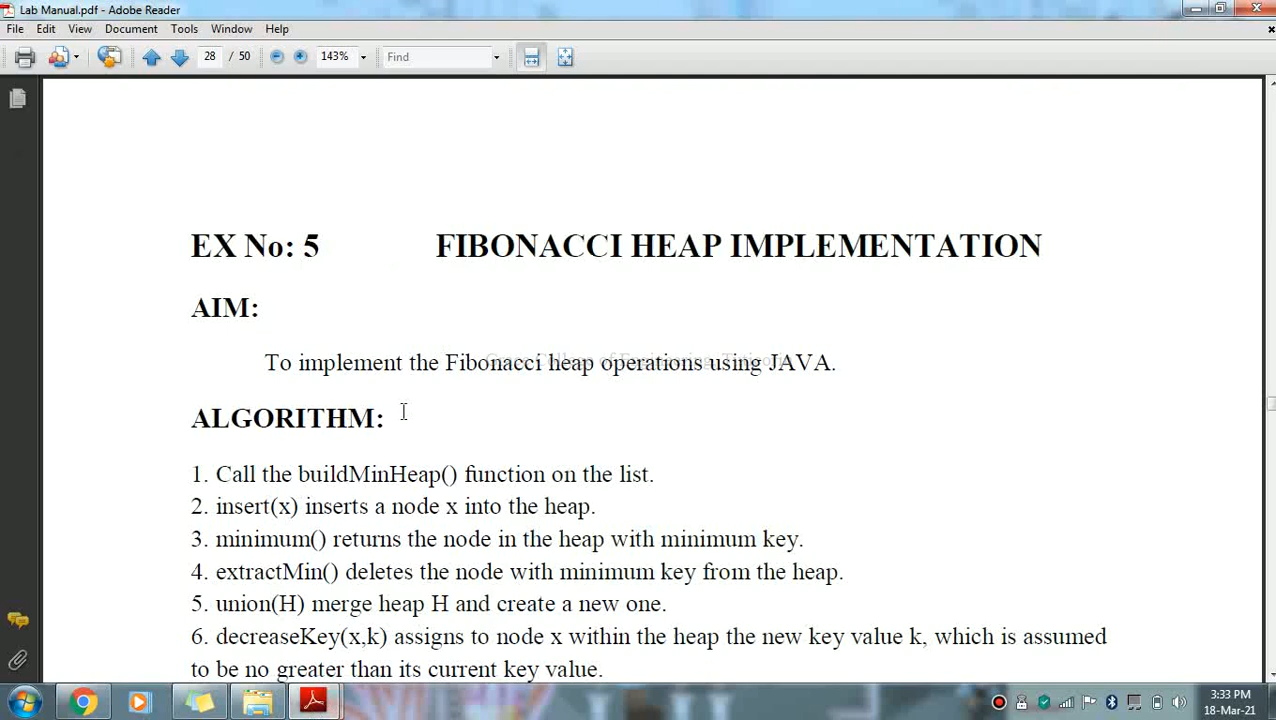 Lab Manual.pdf - Adobe Reader
File Edit View Document Tools Window Help
28 / 50 143% Find
EX No: 5 FIBONACCI HEAP IMPLEMENTATION
AIM:
To implement the Fibonacci heap operations using JAVA.
College of Engineering,
ALGORITHM:
1. Call the buildMinHeap() function on the list.
2. insert(x) inserts a node x into the heap.
3. minimum() returns the node in the heap with minimum key.
4. extractMin() deletes the node with minimum key from the heap.
5. union(H) merge heap H and create a new one.
6. decreaseKey(x,k) assigns to node x within the heap the new key value k, which is assumed
to be no greater than its current key value.
3:33 PM
18-Mar-21